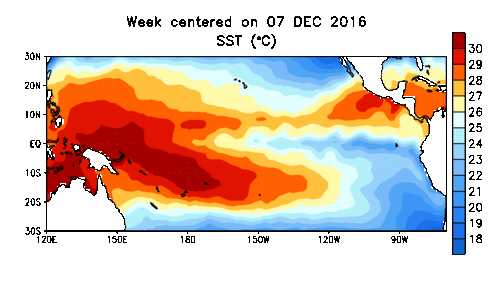 Week centered on 07 DEC 2016
SST (°C)
30N
20N
10N
EQ
10S
20S
30S
120E 150E 180 150W 120W 90W
30
29
28
27
26
25
24
23
22
21
20
19
18